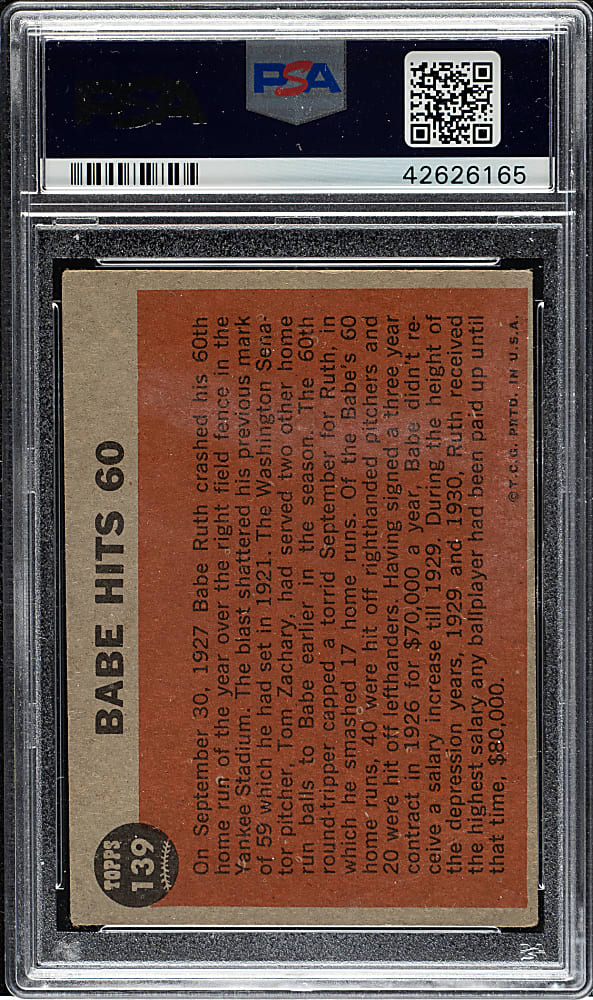 PSA
PSA
42626165
BABE HITS 60
TOPPS
139
On September 30, 1927 Babe Ruth crashed his 60th
home run of the year over the right field fence in the
Yankee Stadium. The blast shattered his previous mark
of 59 which he had set in 1921. The Washington Sena-
tor pitcher, Tom Zachary, had served two other home
run balls to Babe earlier in the season. The 60th
round-tripper capped a torrid September for Ruth, in
which he smashed 17 home runs. Of the Babe's 60
home runs, 40 were hit off righthanded pitchers and
20 were hit off lefthanders. Having signed a three year
contract in 1926 for $70,000 a year, Babe didn't re-
ceive a salary increase till 1929. During the height of
the depression years, 1929 and 1930, Ruth received
the highest salary any ballplayer had been paid up until
that time, $80,000.
© T.C.G. PRTD. IN U.S.A.